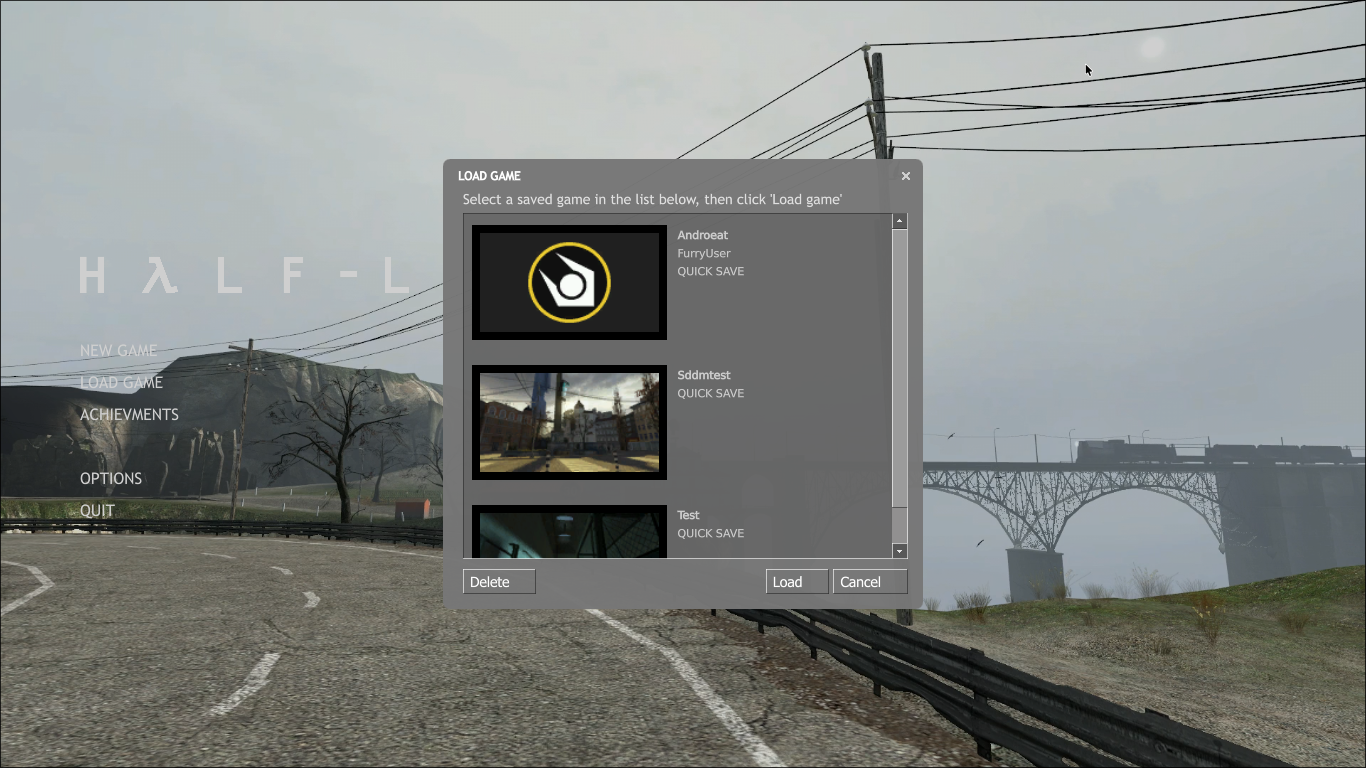 LOAD GAME
Select a saved game in the list below, then click 'Load game'
Androeat
FurryUser
QUICK SAVE
Sddmtest
QUICK SAVE
Test
QUICK SAVE
Delete
Load
Cancel
H λ L F - L
NEW GAME
LOAD GAME
ACHIEVMENTS
OPTIONS
QUIT